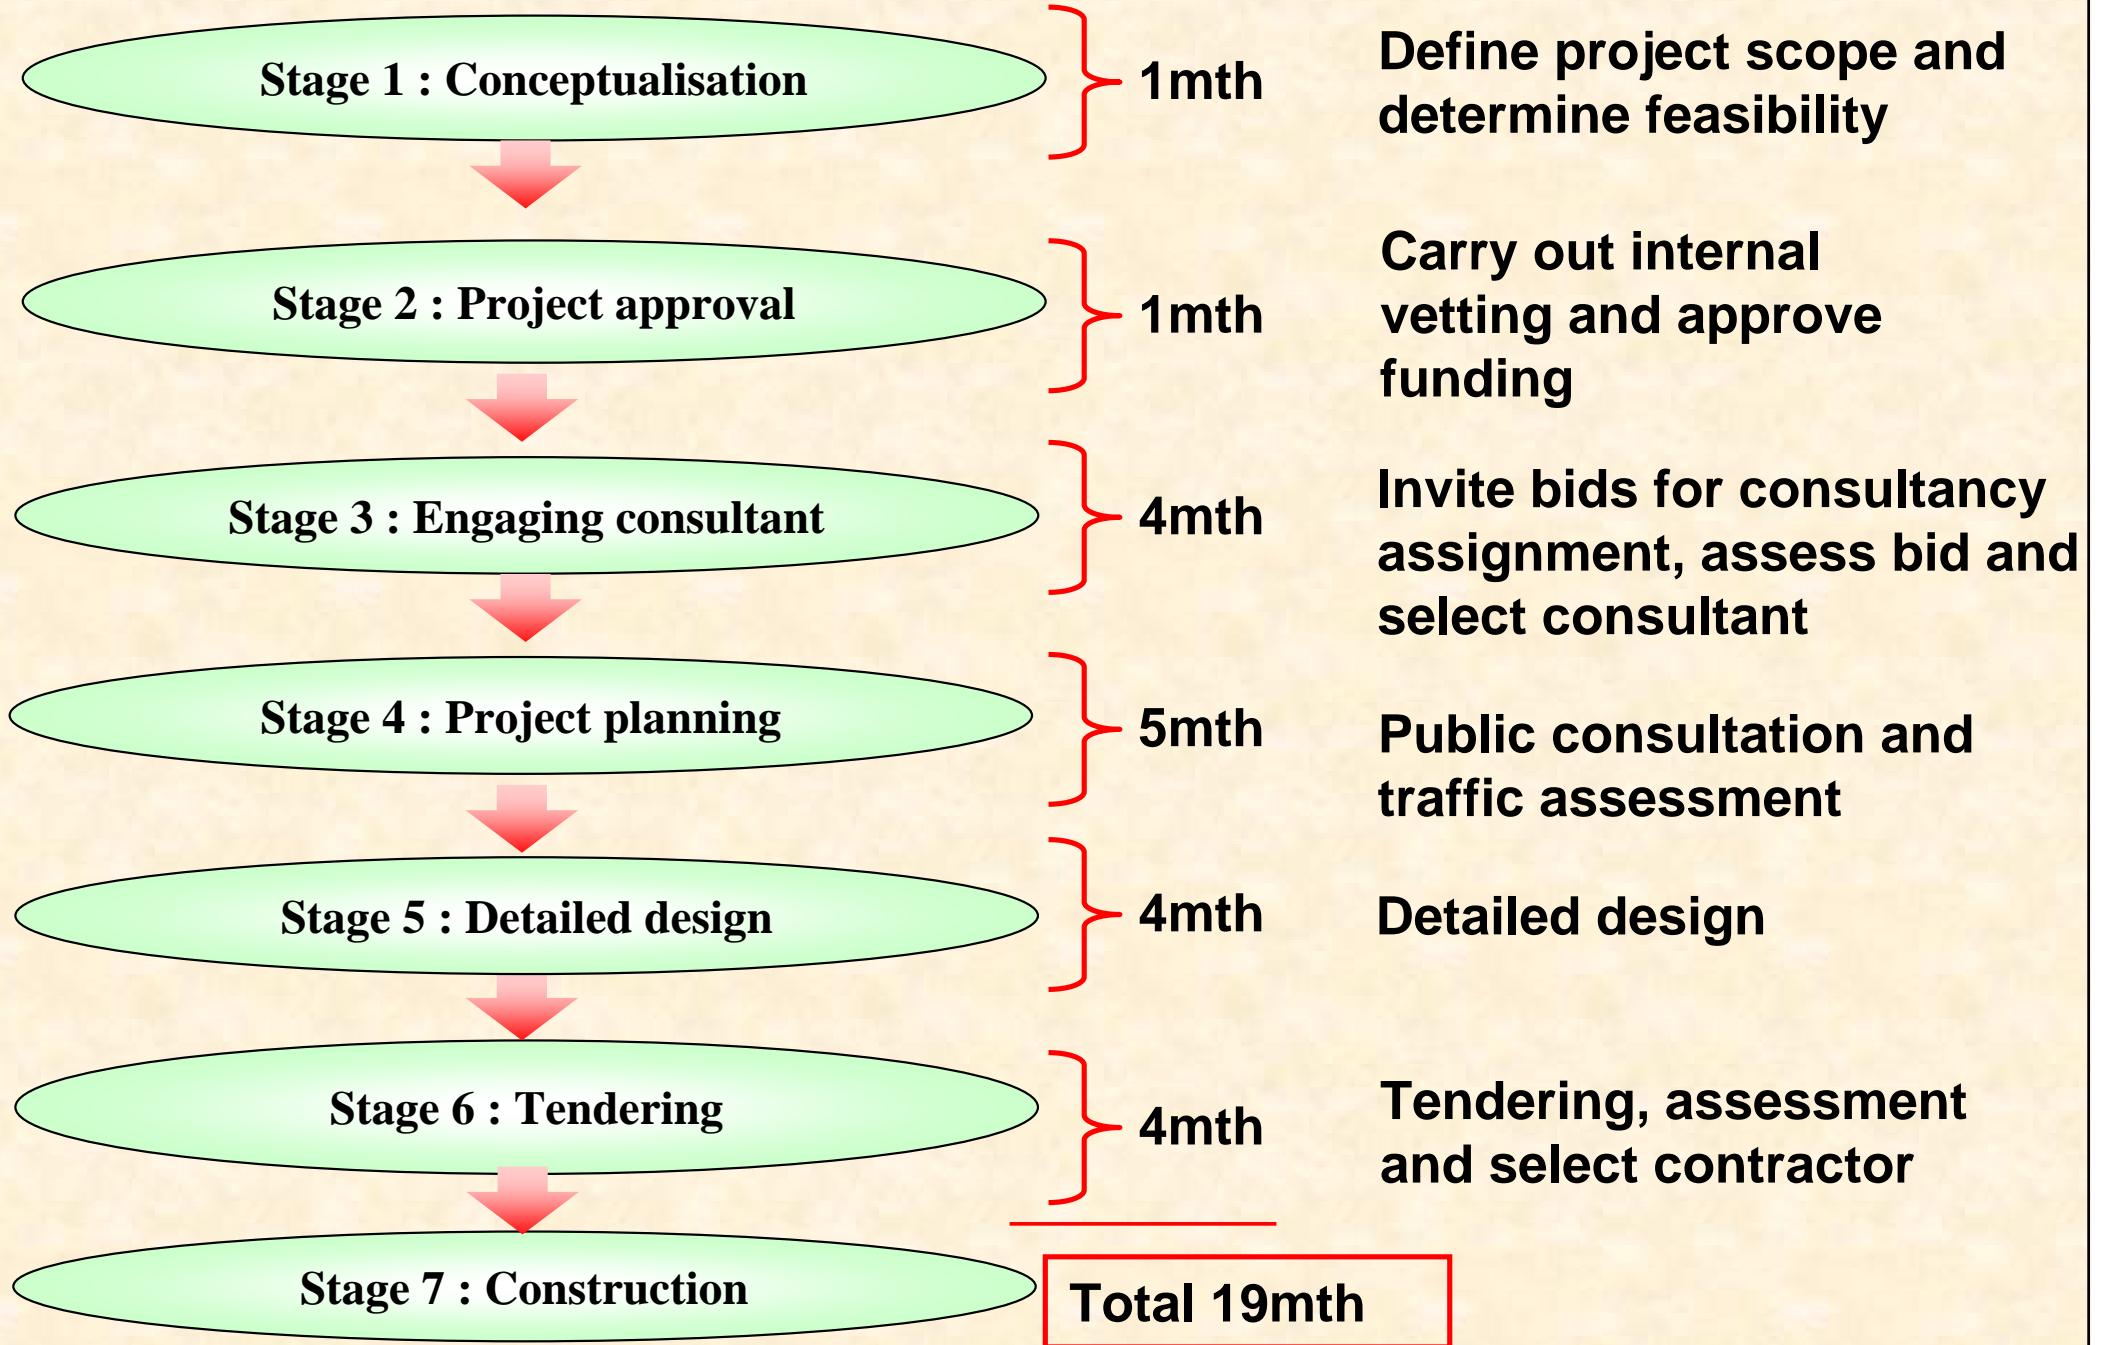 Stage 1 : Conceptualisation
1mth
Define project scope and
determine feasibility
Stage 2 : Project approval
1mth
Carry out internal
vetting and approve
funding
Stage 3 : Engaging consultant
4mth
Invite bids for consultancy
assignment, assess bid and
select consultant
Stage 4 : Project planning
5mth
Public consultation and
traffic assessment
Stage 5 : Detailed design
4mth
Detailed design
Stage 6 : Tendering
4mth
Tendering, assessment
and select contractor
Stage 7 : Construction
Total 19mth